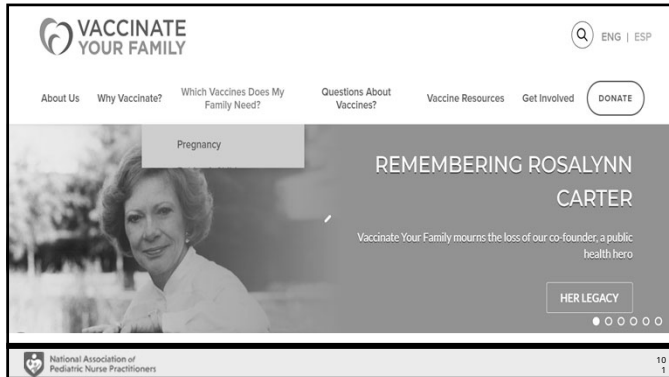 VACCINATE
YOUR FAMILY
ENG | ESP
About Us Why Vaccinate? Which Vaccines Does My Family Need? Questions About Vaccines? Vaccine Resources Get Involved DONATE
Pregnancy
REMEMBERING ROSALYNN
CARTER
Vaccinate Your Family mourns the loss of our co-founder, a public
health hero
HER LEGACY
National Association of
Pediatric Nurse Practitioners
10
1